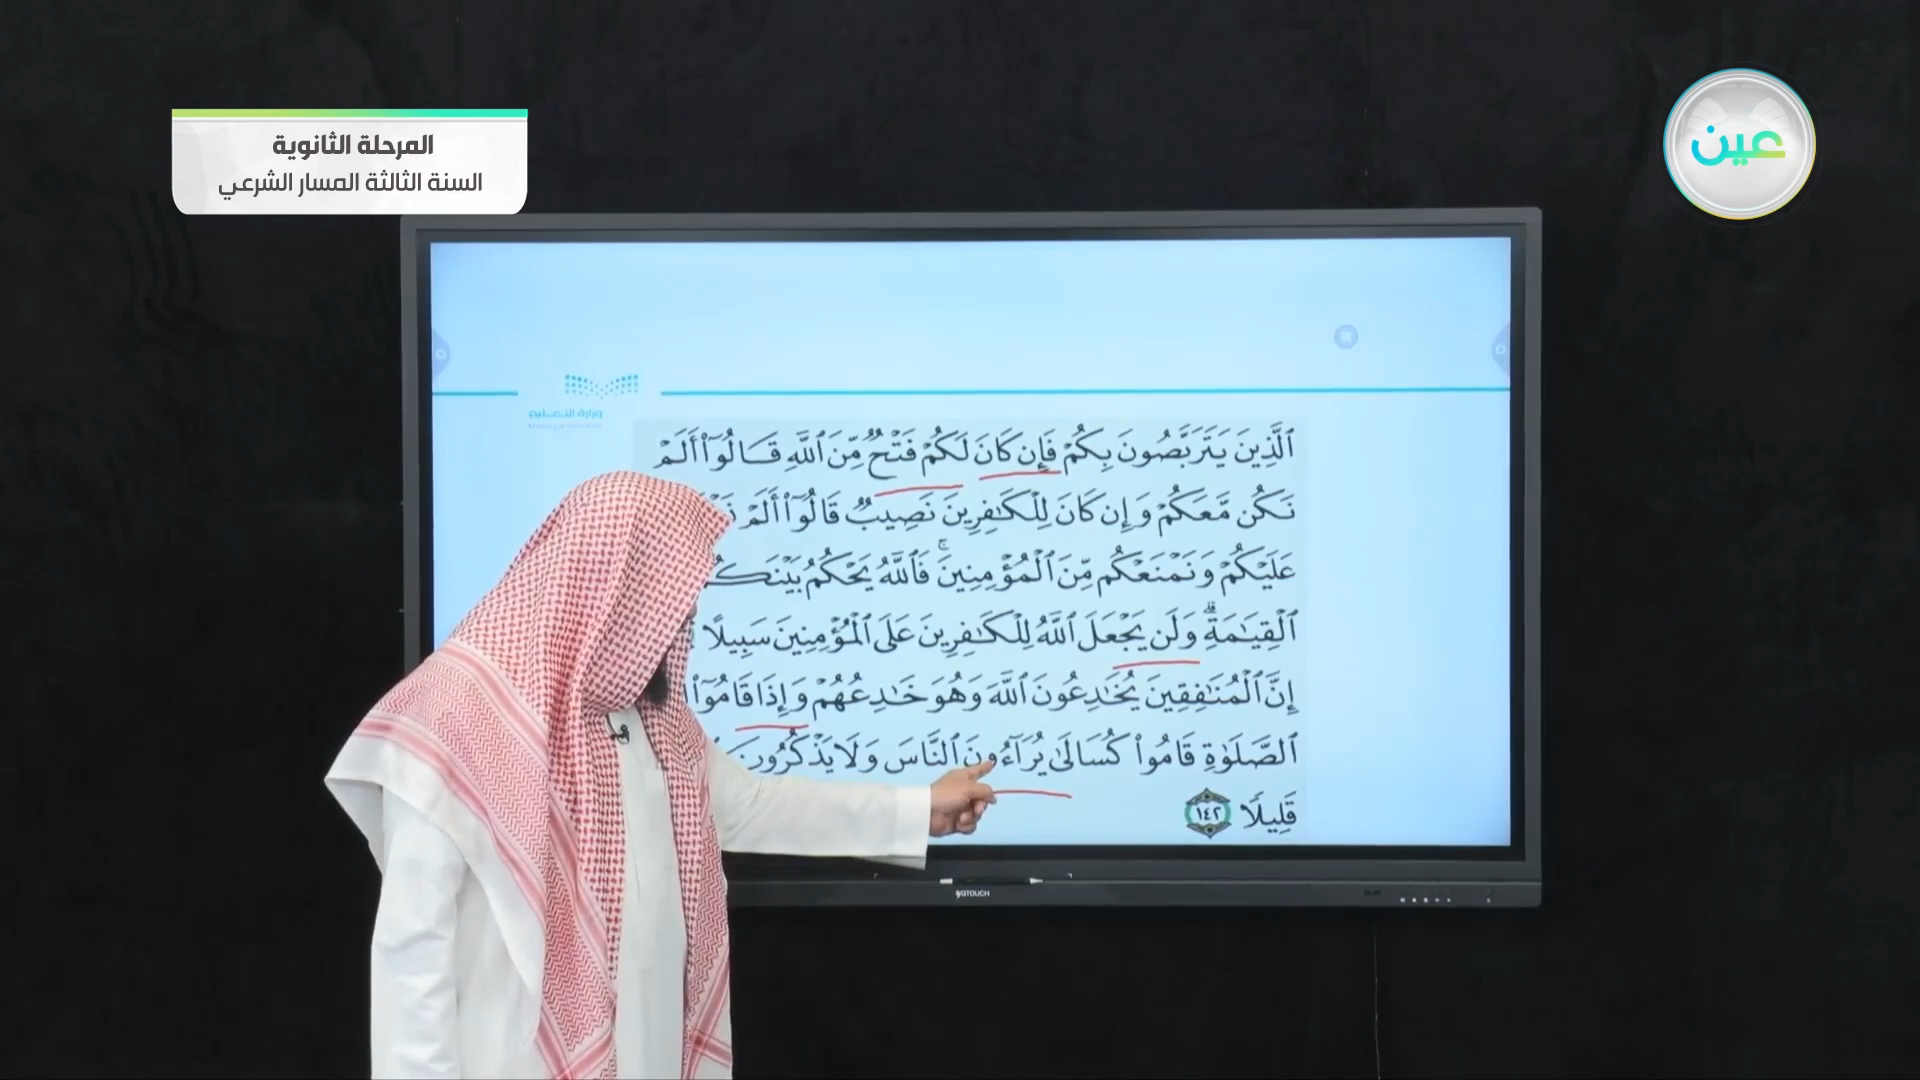 المرحلة الثانوية
السنة الثالثة المسار الشرعي
عين
وزارة التعليم
ٱلَّذِينَ يَتَرَبَّصُونَ بِكُمۡ فَإِن كَانَ لَكُمۡ فَتۡحٞ مِّنَ ٱللَّهِ قَالُوٓاْ أَلَمۡ
نَكُن مَّعَكُمۡ وَإِن كَانَ لِلۡكَٰفِرِينَ نَصِيبٞ قَالُوٓاْ أَلَمۡ
عَلَيۡكُمۡ وَنَمۡنَعۡكُم مِّنَ ٱلۡمُؤۡمِنِينَۚ فَٱللَّهُ يَحۡكُمُ
ٱلۡقِيَٰمَةِۗ وَلَن يَجۡعَلَ ٱللَّهُ لِلۡكَٰفِرِينَ عَلَى ٱلۡمُؤۡمِنِينَ سَبِيلًا
إِنَّ ٱلۡمُنَٰفِقِينَ يُخَٰدِعُونَ ٱللَّهَ وَهُوَ خَٰدِعُهُمۡ وَإِذَا قَامُوٓاْ
ٱلصَّلَوٰةِ قَامُواْ كُسَالَىٰ يُرَآءُونَ ٱلنَّاسَ وَلَا يَذۡكُرُونَ
قَلِيلًا ١٤٢